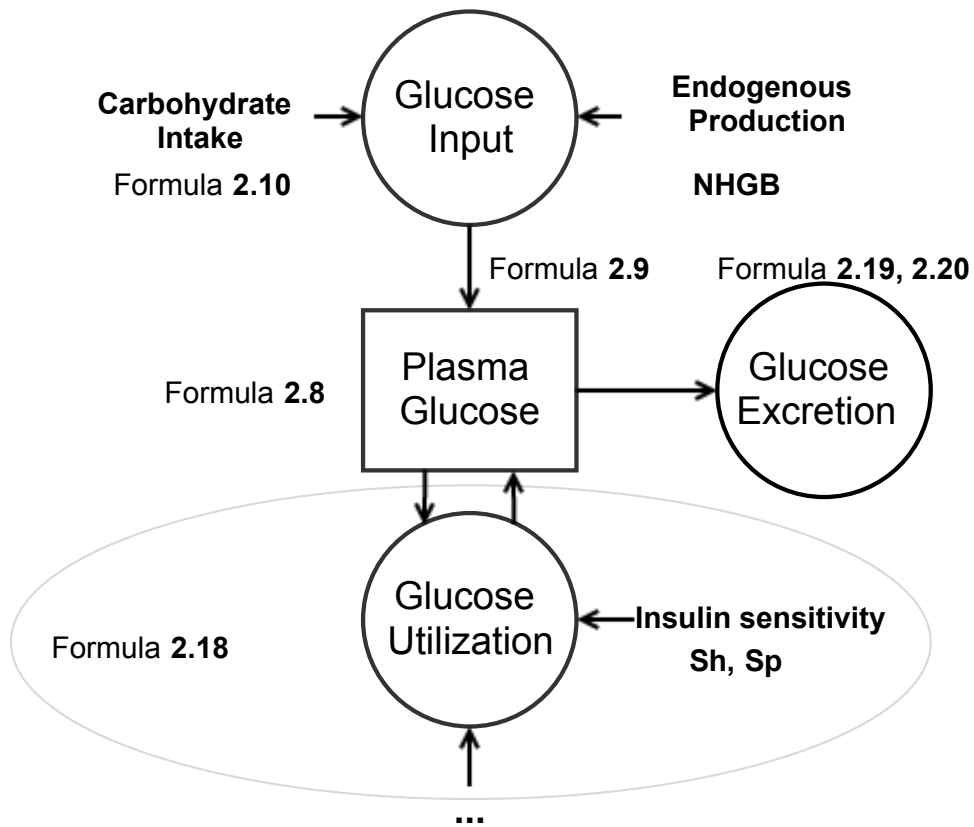 Carbohydrate
Intake
Formula 2.10
Glucose
Input
Endogenous
Production
NHGB
Formula 2.9
Formula 2.19, 2.20
Formula 2.8
Plasma
Glucose
Glucose
Excretion
Formula 2.18
Glucose
Utilization
Insulin sensitivity
Sh, Sp
...